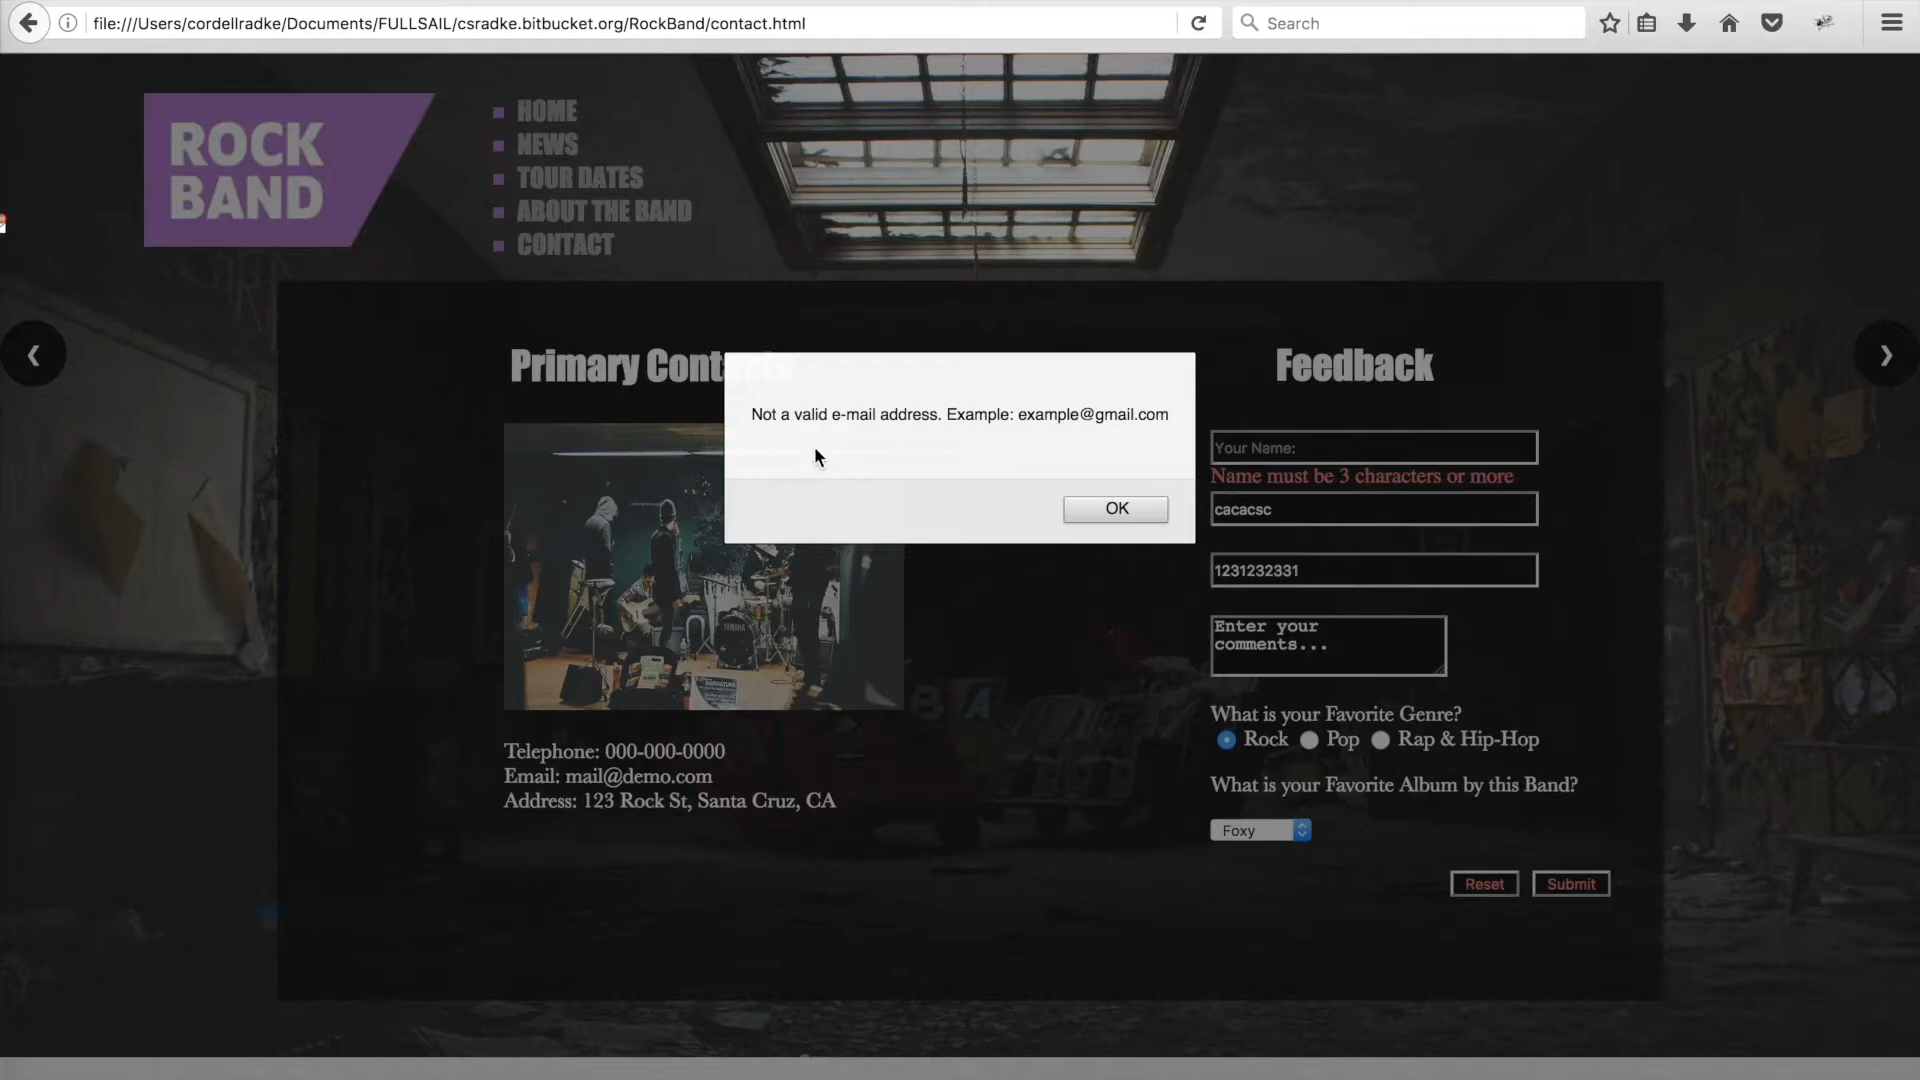 file:///Users/cordellradke/Documents/FULLSAIL/csradke.bitbucket.org/RockBand/contact.html
Search
ROCK
BAND
HOME
NEWS
TOUR DATES
ABOUT THE BAND
CONTACT
Primary Contacts
Not a valid e-mail address. Example: example@gmail.com
OK
YAMAHA
Telephone: 000-000-0000
Email: mail@demo.com
Address: 123 Rock St, Santa Cruz, CA
Feedback
Your Name:
Name must be 3 characters or more
cacacsc
1231232331
Enter your
comments...
What is your Favorite Genre?
Rock Pop Rap & Hip-Hop
What is your Favorite Album by this Band?
Foxy
Reset Submit